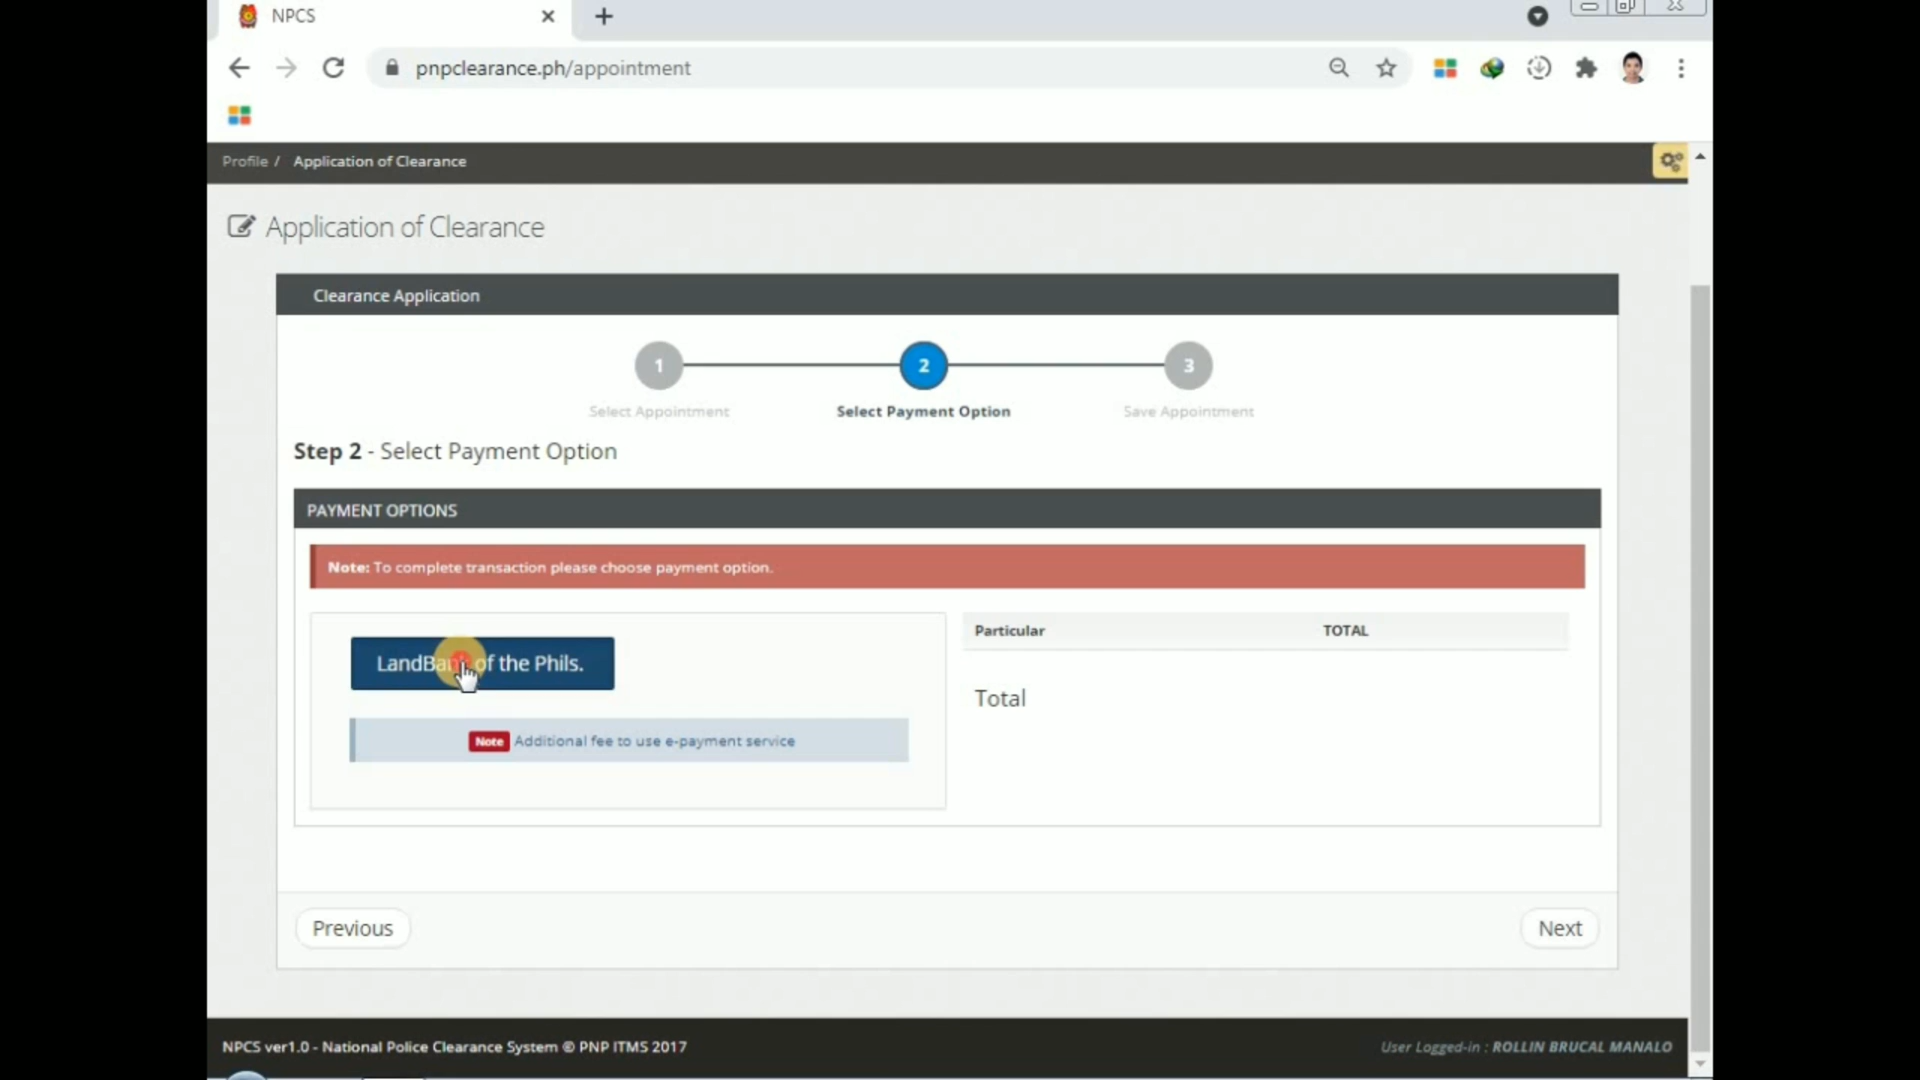 NPCS
pnpclearance.ph/appointment
Profile / Application of Clearance
Application of Clearance
Clearance Application
1 2 3
Select Appointment Select Payment Option Save Appointment
Step 2 - Select Payment Option
PAYMENT OPTIONS
Note: To complete transaction please choose payment option.
LandBank of the Phils.
Note Additional fee to use e-payment service
Particular TOTAL
Total
Previous
Next
NPCS ver1.0 - National Police Clearance System © PNP ITMS 2017
User Logged-in : ROLLIN BRUCAL MANALO